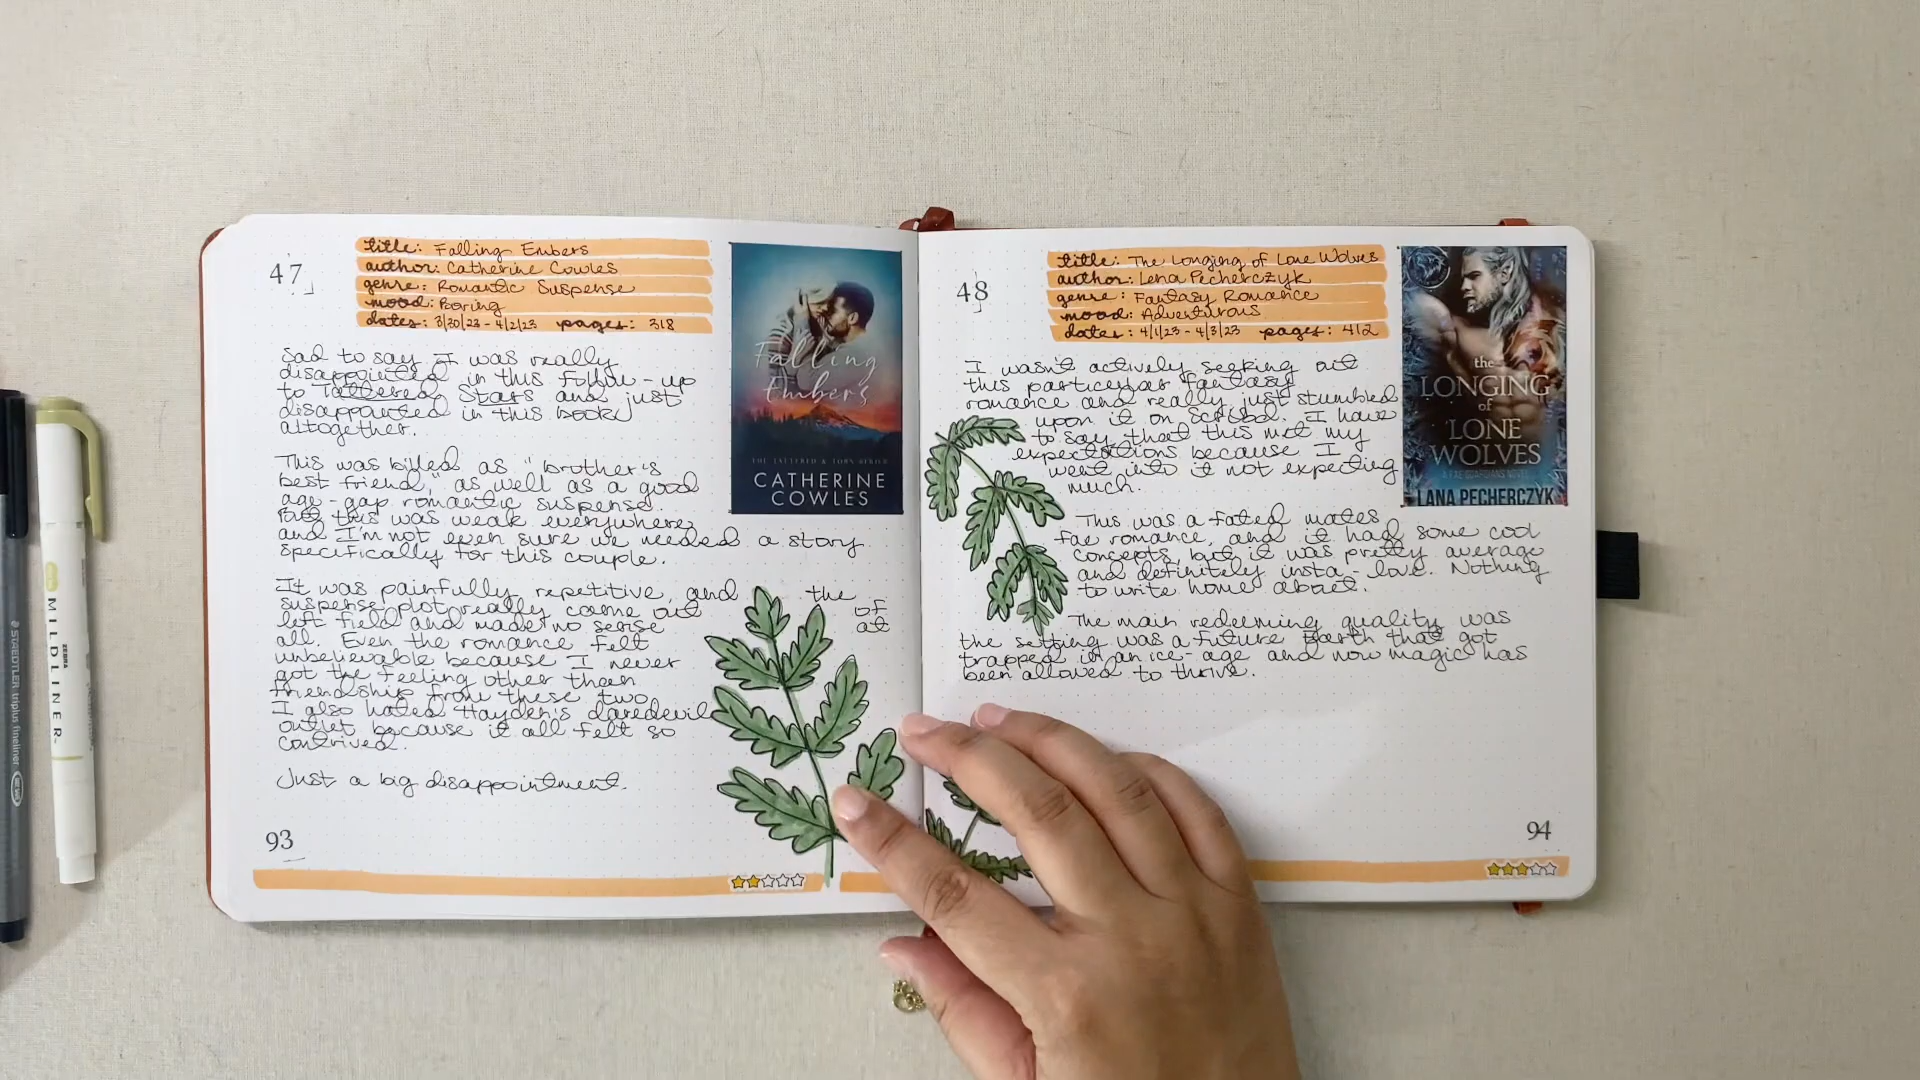 47
title: Falling Embers
author: Catherine Cowles
genre: Romantic Suspense
mood: Boring
dates: 3/30/23 - 4/2/23 pages: 318
Sad to say I was really
disappointed in this follow-up
to Tattered Stars and just
disappointed in this book
altogether.
This was billed as "brother's
best friend," as well as a good
age-gap romantic suspense.
But this was weak everywhere
and I'm not even sure we needed a story
specifically for this couple.
It was painfully repetitive, and the
suspense plot really came out of
left field and made no sense at
all. Even the romance felt
unbelievable because I never
got the feeling other than
friendship from these two.
I also hated Hayden's daredevil
outlet because it all felt so
contrived.
Just a big disappointment.
93
Falling
Embers
THE TATTERED & TORN SERIES
CATHERINE
COWLES
48
title: The Longing of Lone Wolves
author: Lana Pecherczyk
genre: Fantasy Romance
mood: Adventurous
dates: 4/1/23 - 4/3/23 pages: 412
I wasn't actively seeking out
this particular fantasy
romance and really just stumbled
upon it on Scribd. I have
to say that this met my
expectations because I
went into it not expecting
much.
This was a fated mates
fae romance, and it had some cool
concepts, but it was pretty average
and definitely insta-love. Nothing
to write home about.
The main redeeming quality was
the setting was a future Earth that got
trapped in an ice-age and now magic has
been allowed to thrive.
94
the
LONGING
of
LONE
WOLVES
A FAE GUARDIANS NOVEL
LANA PECHERCZYK
STAEDTLER triplus fineliner
ZEBRA
MILDLINER